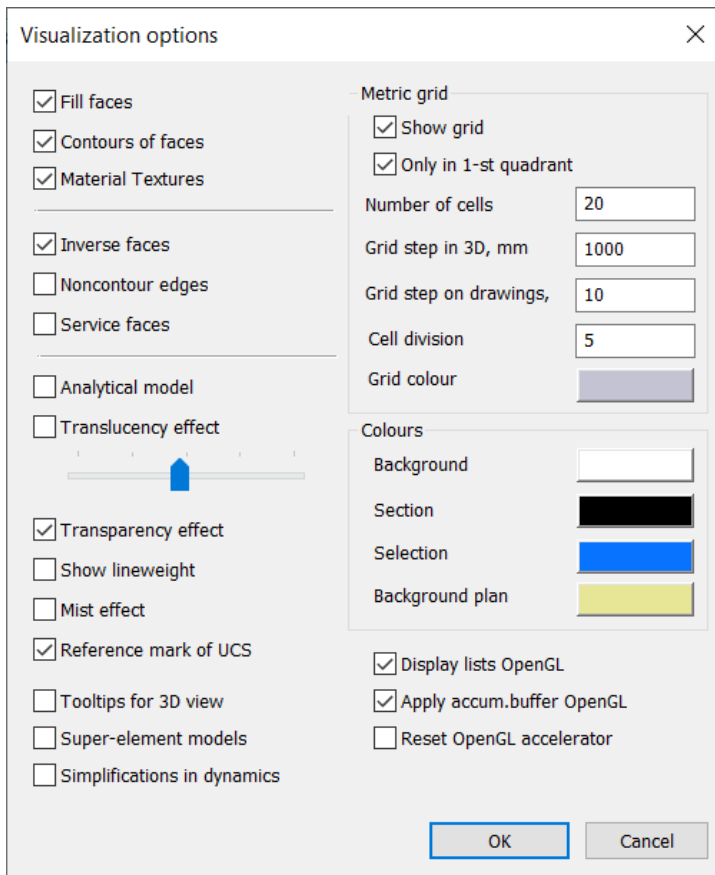 Visualization options
Fill faces
Contours of faces
Material Textures
Inverse faces
Noncontour edges
Service faces
Analytical model
Translucency effect
Transparency effect
Show lineweight
Mist effect
Reference mark of UCS
Tooltips for 3D view
Super-element models
Simplifications in dynamics
Metric grid
Show grid
Only in 1-st quadrant
Number of cells 20
Grid step in 3D, mm 1000
Grid step on drawings, 10
Cell division 5
Grid colour
Colours
Background
Section
Selection
Background plan
Display lists OpenGL
Apply accum.buffer OpenGL
Reset OpenGL accelerator
OK Cancel